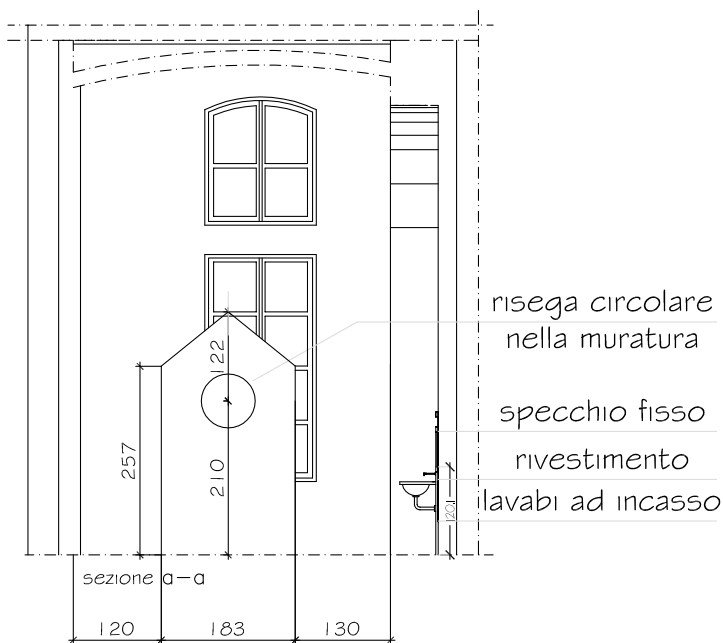 risega circolare
nella muratura
122
specchio fisso
257
210
rivestimento
120
lavabi ad incasso
sezione a-a
120
183
130